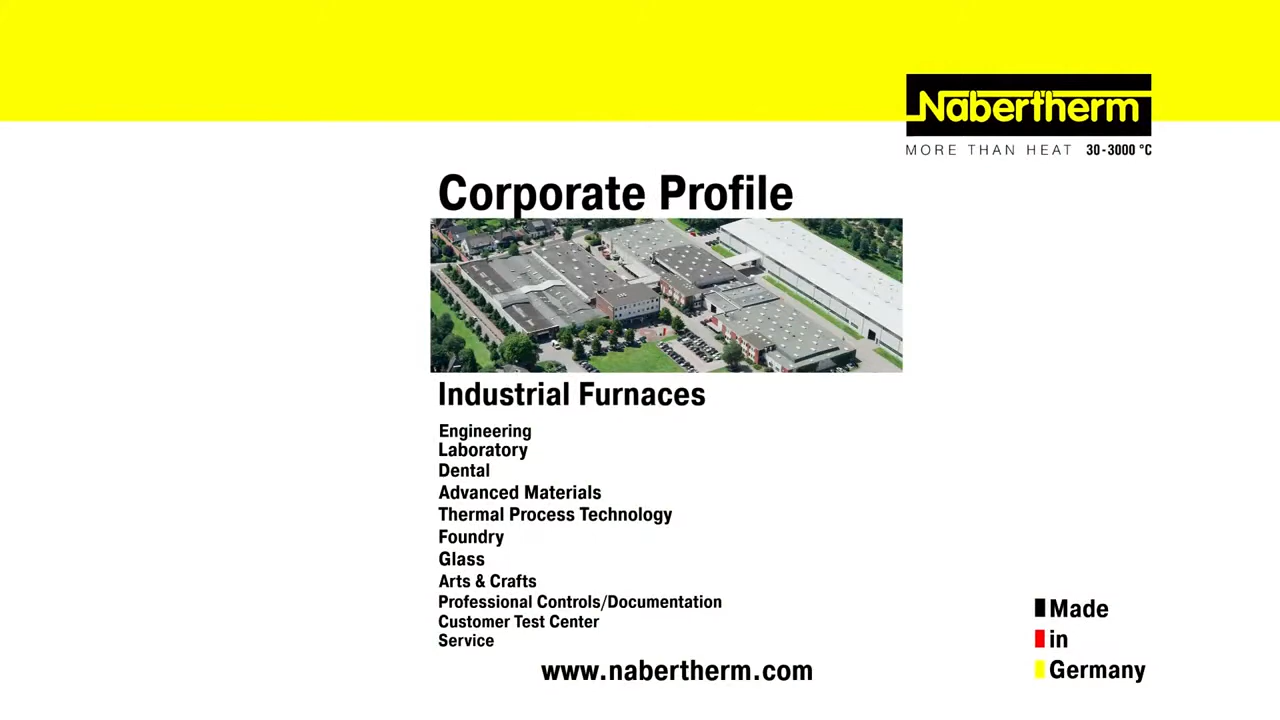 Nabertherm
MORE THAN HEAT 30-3000 °C
Corporate Profile
Industrial Furnaces
Engineering
Laboratory
Dental
Advanced Materials
Thermal Process Technology
Foundry
Glass
Arts & Crafts
Professional Controls/Documentation
Customer Test Center
Service
www.nabertherm.com
Made
in
Germany